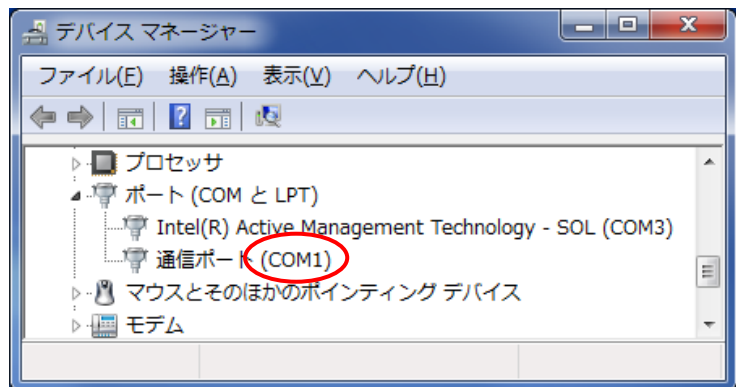 デバイス マネージャー
ファイル(F) 操作(A) 表示(V) ヘルプ(H)
プロセッサ
ポート (COM と LPT)
Intel(R) Active Management Technology - SOL (COM3)
通信ポート (COM1)
マウスとそのほかのポインティング デバイス
モデム